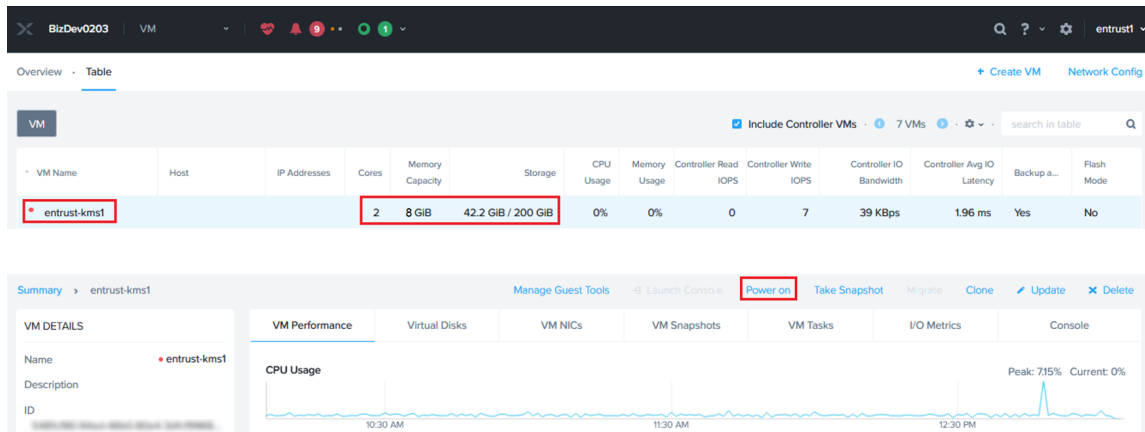 BizDev0203 VM 9 1 ? entrust1
Overview · Table + Create VM Network Config
VM Include Controller VMs · 7 VMs · search in table
VM Name Host IP Addresses Cores Memory Capacity Storage CPU Usage Memory Usage Controller Read IOPS Controller Write IOPS Controller IO Bandwidth Controller Avg IO Latency Backup a... Flash Mode
entrust-kms1 2 8 GiB 42.2 GiB / 200 GiB 0% 0% 0 7 39 KBps 1.96 ms Yes No
Summary > entrust-kms1 Manage Guest Tools Launch Console Power on Take Snapshot Migrate Clone Update Delete
VM DETAILS VM Performance Virtual Disks VM NICs VM Snapshots VM Tasks I/O Metrics Console
Name entrust-kms1
CPU Usage Peak: 7.15% Current: 0%
Description
ID
10:30 AM 11:30 AM 12:30 PM